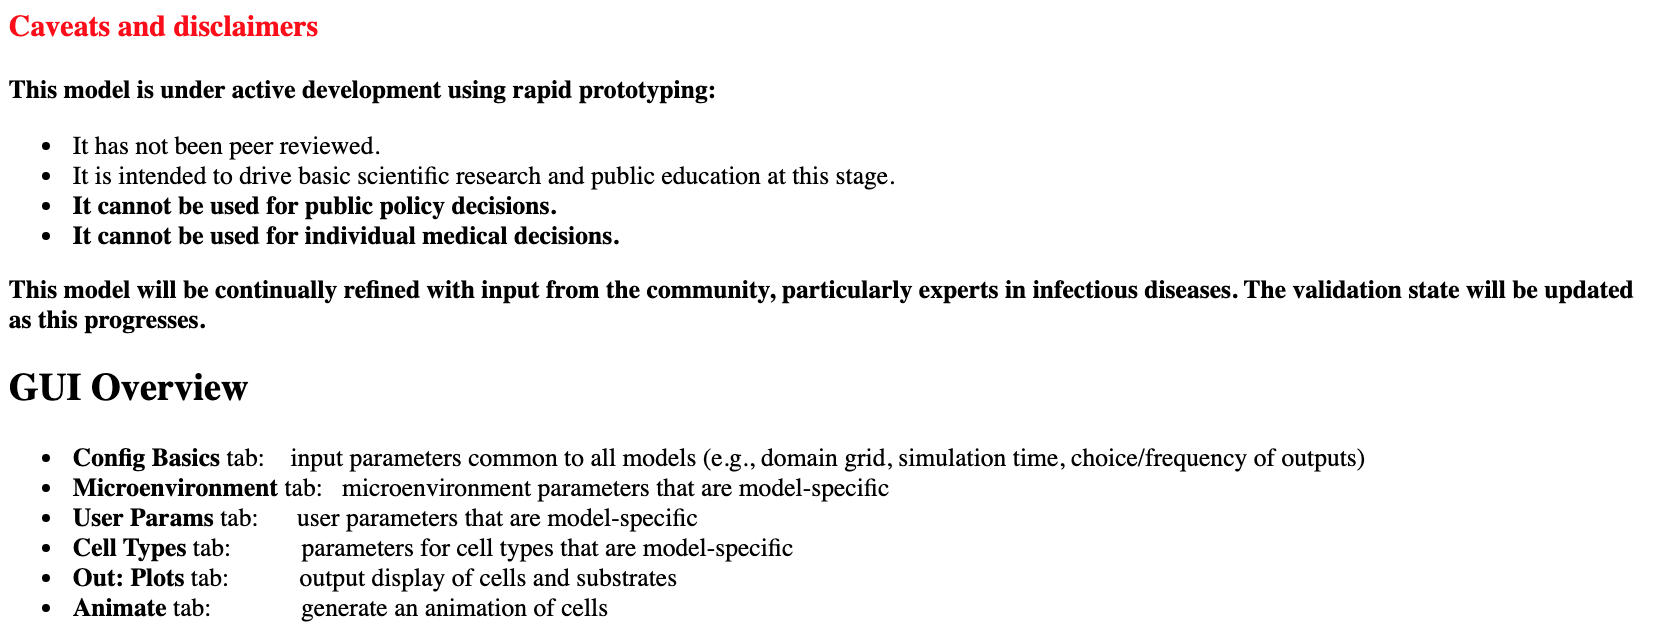 Caveats and disclaimers
This model is under active development using rapid prototyping:
• It has not been peer reviewed.
• It is intended to drive basic scientific research and public education at this stage.
• It cannot be used for public policy decisions.
• It cannot be used for individual medical decisions.
This model will be continually refined with input from the community, particularly experts in infectious diseases. The validation state will be updated
as this progresses.
GUI Overview
• Config Basics tab: input parameters common to all models (e.g., domain grid, simulation time, choice/frequency of outputs)
• Microenvironment tab: microenvironment parameters that are model-specific
• User Params tab: user parameters that are model-specific
• Cell Types tab: parameters for cell types that are model-specific
• Out: Plots tab: output display of cells and substrates
• Animate tab: generate an animation of cells